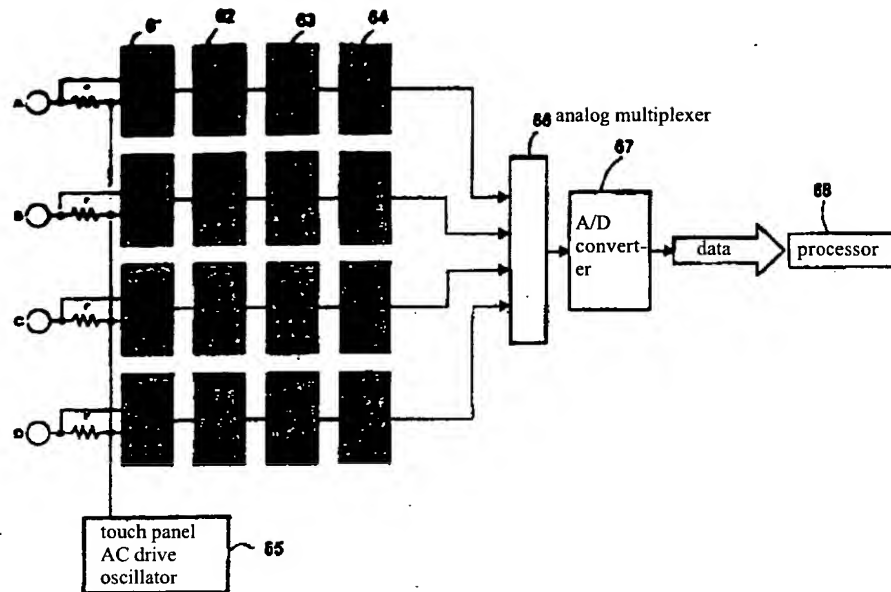 62 63 64
A
66 analog multiplexer
67
A/D
convert-
er
data
68
processor
B
C
D
touch panel
AC drive
oscillator
65